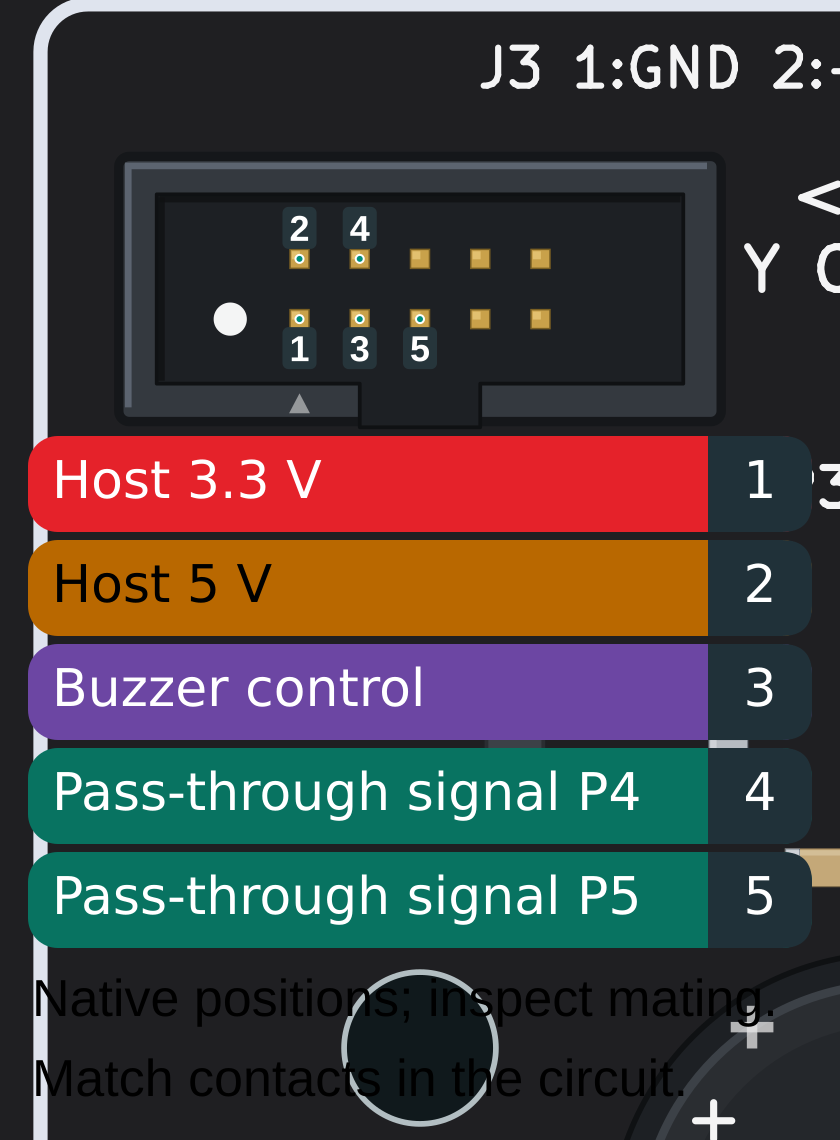 J3 1:GND 2:
<
Y
2 4
1 3 5
Host 3.3 V 1
Host 5 V 2
Buzzer control 3
Pass-through signal P4 4
Pass-through signal P5 5
Native positions; inspect mating.
Match contacts in the circuit.
+
+